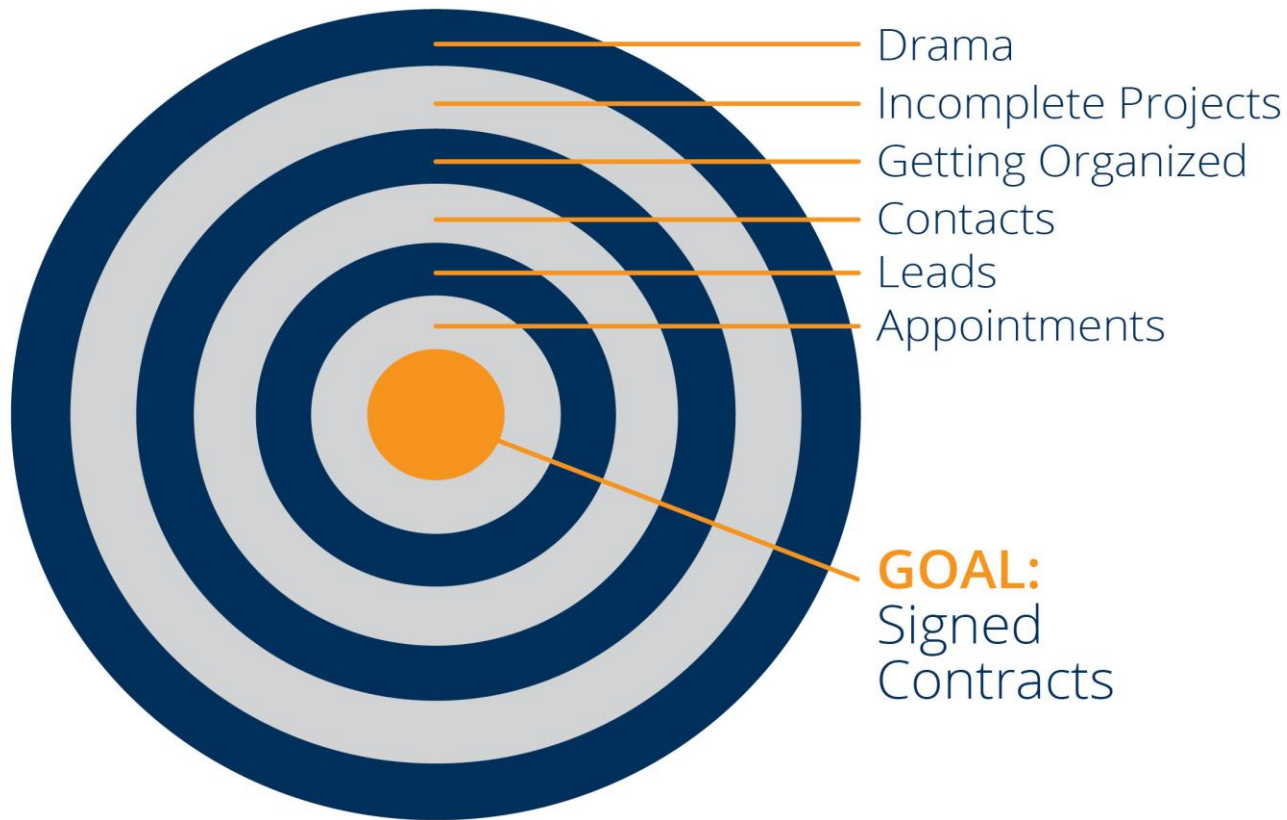 Drama
Incomplete Projects
Getting Organized
Contacts
Leads
Appointments
GOAL:
Signed
Contracts